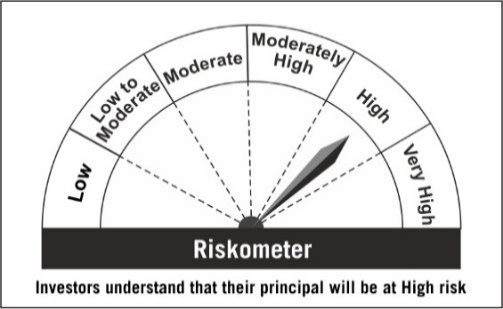 Low
Low to
Moderate
Moderate
Moderately
High
High
Very High
Riskometer
Investors understand that their principal will be at High risk